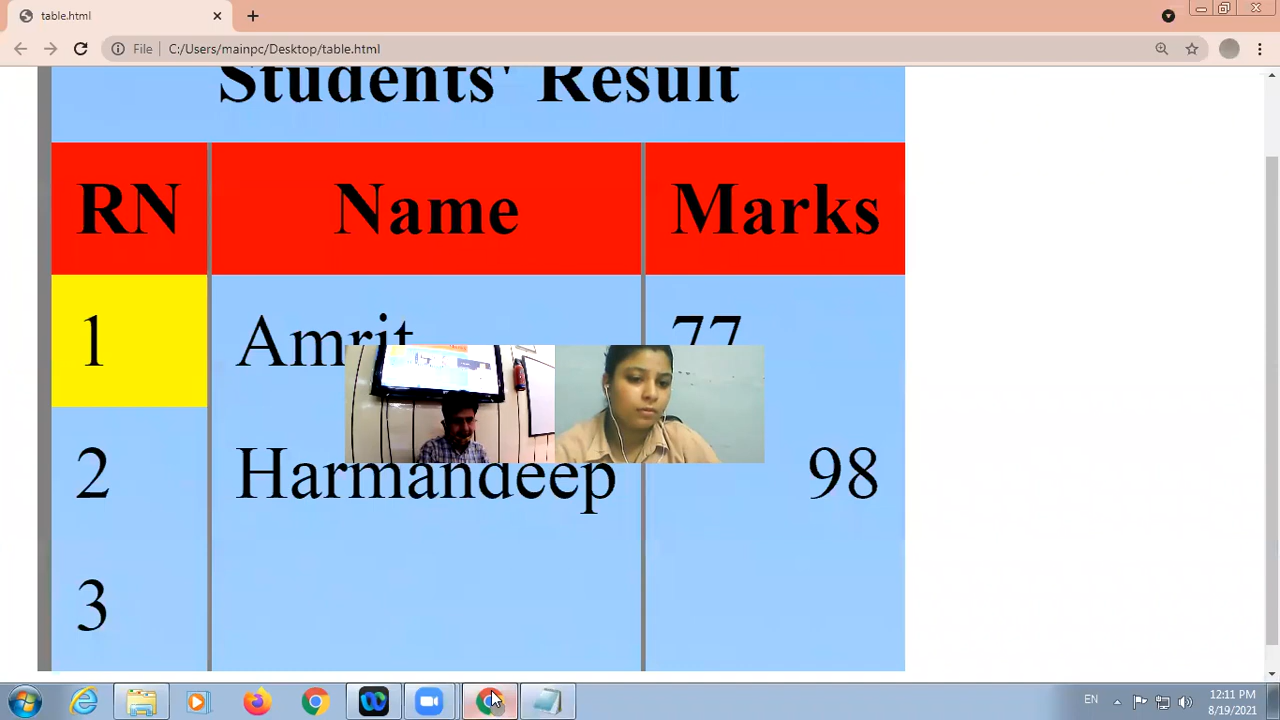 table.html
File C:/Users/mainpc/Desktop/table.html
Students' Result
RN Name Marks
1 Amrit 77
2 Harmandeep 98
3
EN 12:11 PM
8/19/2021